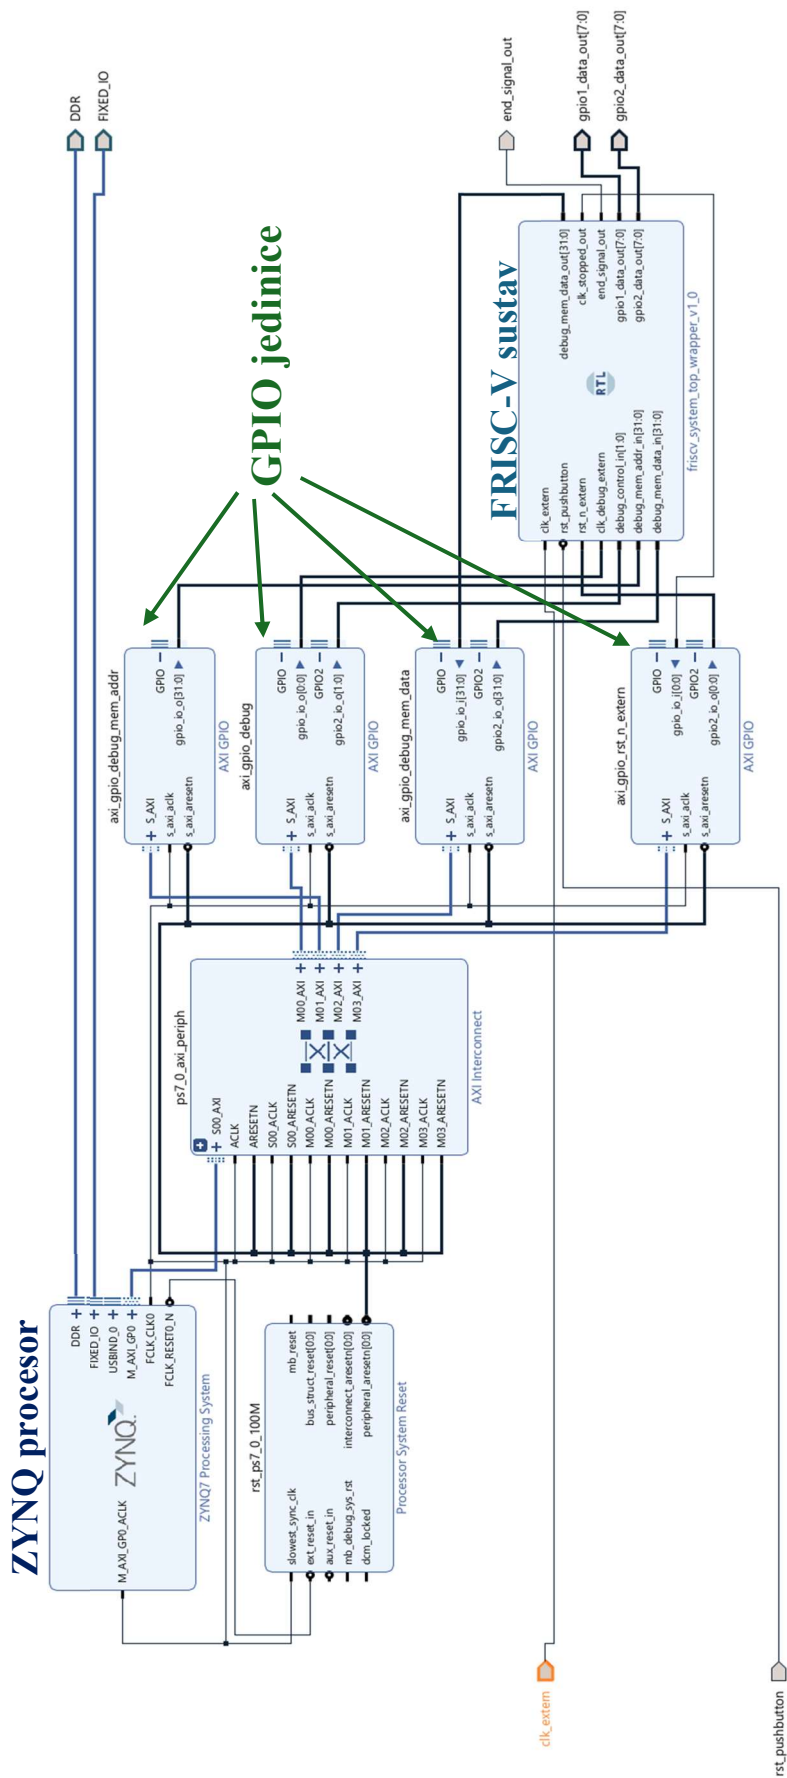 ZYNQ procesor
DDR
FIXED_IO
USBIND_0
M_AXI_GP0
FCLK_CLK0
FCLK_RESET0_N
M_AXI_GP0_ACLK
ZYNQ.
ZYNQ7 Processing System
rst_ps7_0_100M
slowest_sync_clk
ext_reset_in
aux_reset_in
mb_debug_sys_rst
dcm_locked
mb_reset
bus_struct_reset[0:0]
peripheral_reset[0:0]
interconnect_aresetn[0:0]
peripheral_aresetn[0:0]
Processor System Reset
clk_extern
rst_pushbutton
ps7_0_axi_periph
S00_AXI
ACLK
ARESETN
S00_ACLK
S00_ARESETN
M00_ACLK
M00_ARESETN
M01_ACLK
M01_ARESETN
M02_ACLK
M02_ARESETN
M03_ACLK
M03_ARESETN
M00_AXI
M01_AXI
M02_AXI
M03_AXI
AXI Interconnect
GPIO jedinice
axi_gpio_debug_mem_addr
S_AXI
s_axi_aclk
s_axi_aresetn
GPIO
gpio_io_o[31:0]
AXI GPIO
axi_gpio_debug
S_AXI
s_axi_aclk
s_axi_aresetn
GPIO
gpio_io_o[0:0]
GPIO2
gpio2_io_o[1:0]
AXI GPIO
axi_gpio_debug_mem_data
S_AXI
s_axi_aclk
s_axi_aresetn
GPIO
gpio_io_i[31:0]
GPIO2
gpio2_io_o[31:0]
AXI GPIO
axi_gpio_rst_n_extern
S_AXI
s_axi_aclk
s_axi_aresetn
GPIO
gpio_io_i[0:0]
GPIO2
gpio2_io_o[0:0]
AXI GPIO
FRISC-V sustav
clk_extern
rst_pushbutton
rst_n_extern
clk_debug_extern
debug_control_in[1:0]
debug_mem_addr_in[31:0]
debug_mem_data_in[31:0]
RTL
debug_mem_data_out[31:0]
clk_stopped_out
end_signal_out
gpio1_data_out[7:0]
gpio2_data_out[7:0]
friscv_system_top_wrapper_v1_0
DDR
FIXED_IO
end_signal_out
gpio1_data_out[7:0]
gpio2_data_out[7:0]